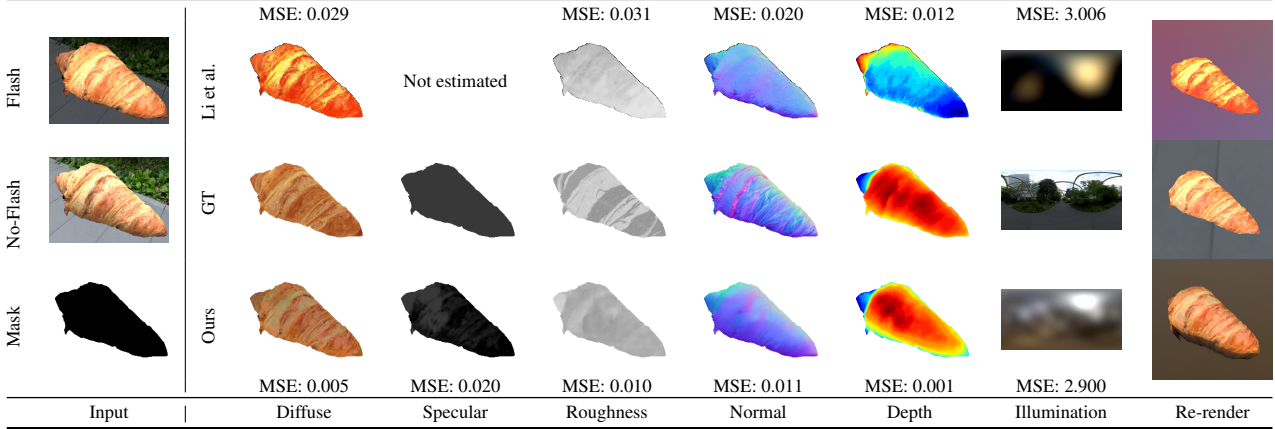 MSE: 0.029 MSE: 0.031 MSE: 0.020 MSE: 0.012 MSE: 3.006
Flash Li et al. Not estimated
No-Flash GT
Mask Ours
MSE: 0.005 MSE: 0.020 MSE: 0.010 MSE: 0.011 MSE: 0.001 MSE: 2.900
Input Diffuse Specular Roughness Normal Depth Illumination Re-render